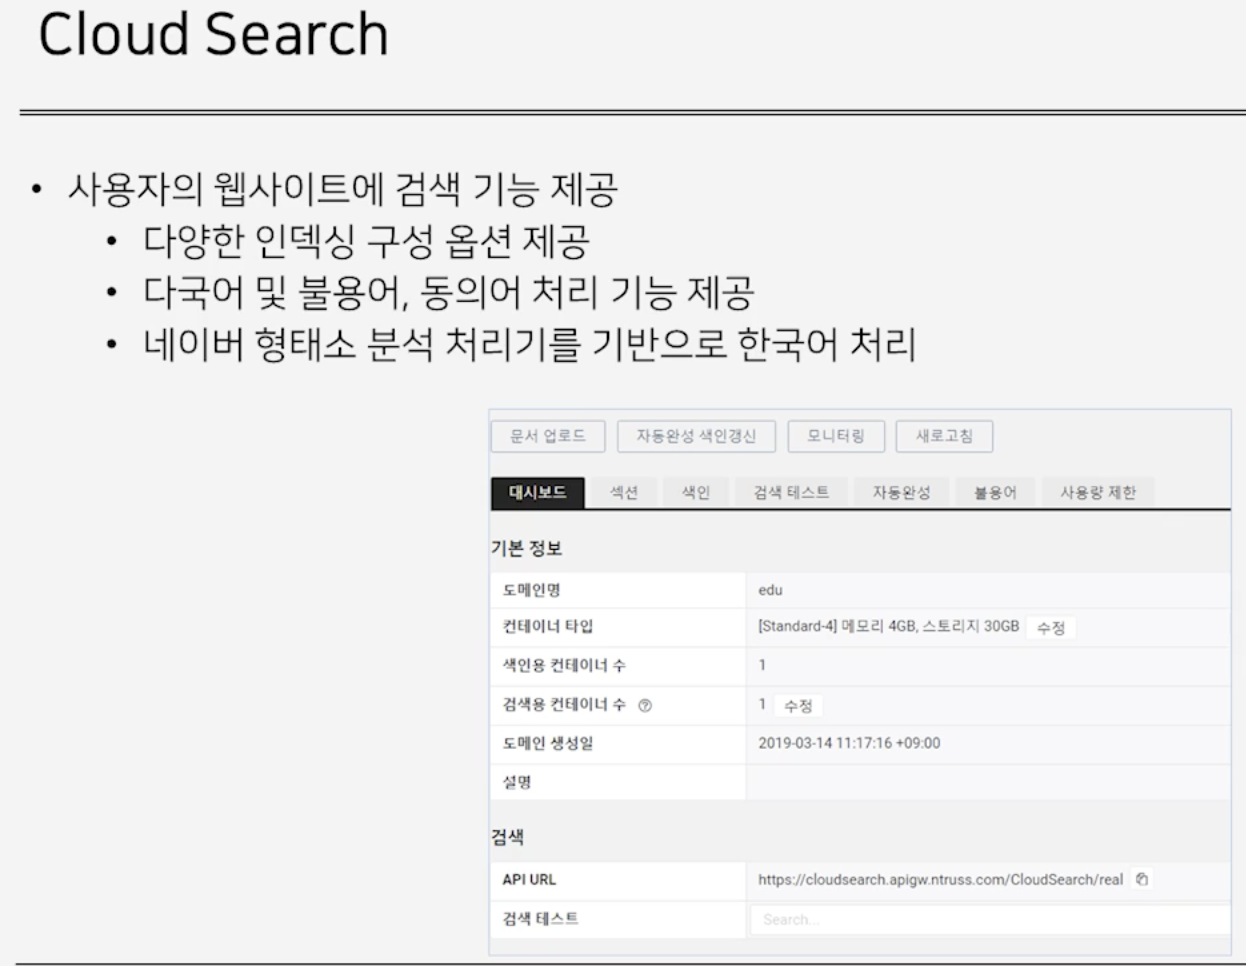 Cloud Search
• 사용자의 웹사이트에 검색 기능 제공
• 다양한 인덱싱 구성 옵션 제공
• 다국어 및 불용어, 동의어 처리 기능 제공
• 네이버 형태소 분석 처리기를 기반으로 한국어 처리
문서 업로드 자동완성 색인갱신 모니터링 새로고침
대시보드 섹션 색인 검색 테스트 자동완성 불용어 사용량 제한
기본 정보
도메인명 edu
컨테이너 타입 [Standard-4] 메모리 4GB, 스토리지 30GB 수정
색인용 컨테이너 수 1
검색용 컨테이너 수 ? 1 수정
도메인 생성일 2019-03-14 11:17:16 +09:00
설명
검색
API URL https://cloudsearch.apigw.ntruss.com/CloudSearch/real
검색 테스트 Search...